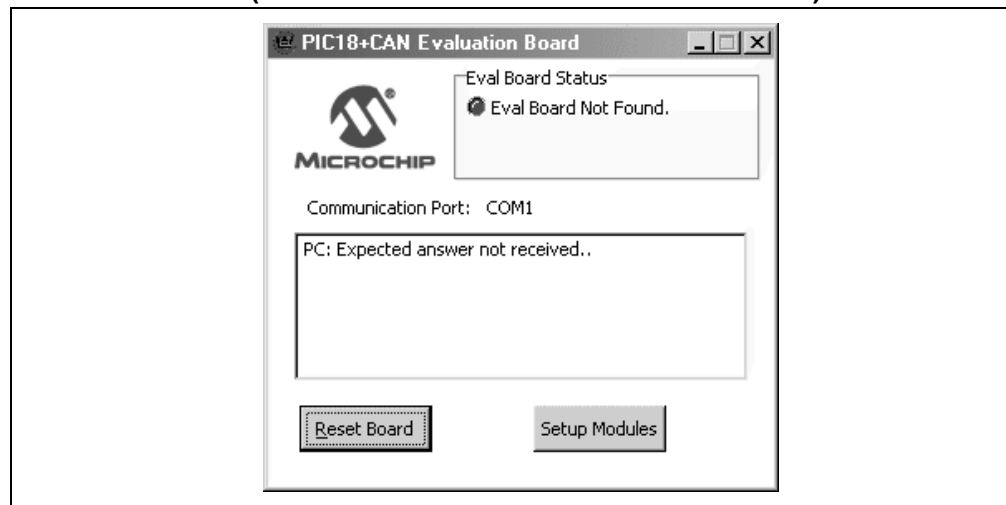 PIC18+CAN Evaluation Board
Eval Board Status
Eval Board Not Found.
MICROCHIP
Communication Port: COM1
PC: Expected answer not received..
Reset Board
Setup Modules